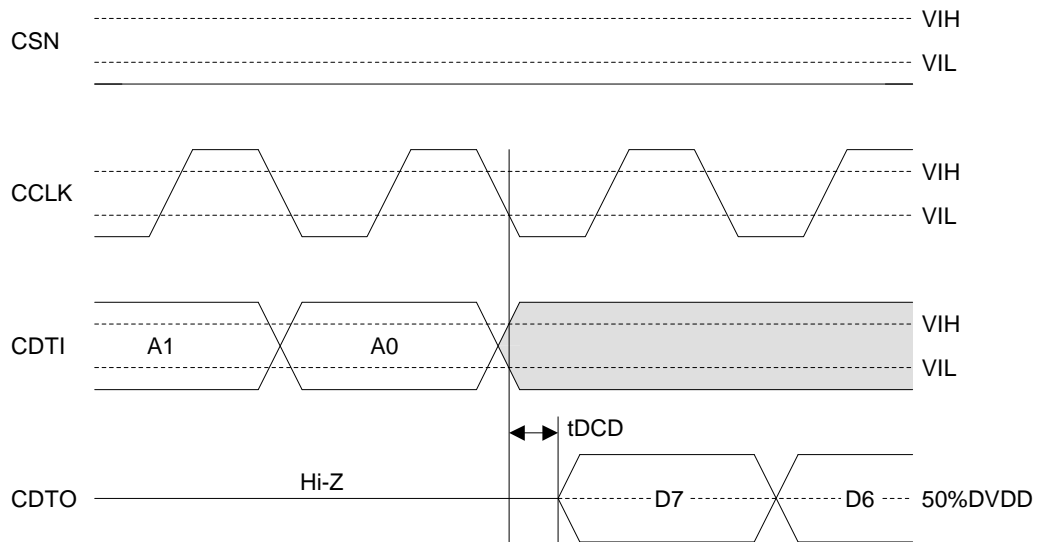 CSN
VIH
VIL
CCLK
VIH
VIL
CDTI
A1
A0
VIH
VIL
tDCD
CDTO
Hi-Z
D7
D6
50%DVDD